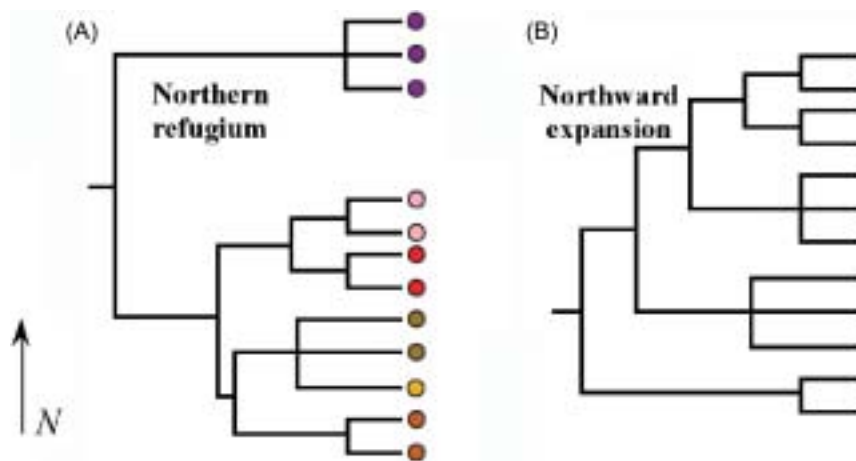 (A)
Northern
refugium
N
(B)
Northward
expansion